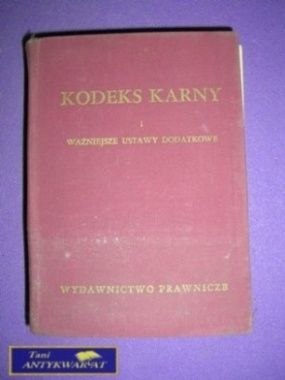 KODEKS KARNY
i
WAŻNIEJSZE USTAWY DODATKOWE
WYDAWNICTWO PRAWNICZE
Tani
ANTYKWARIAT